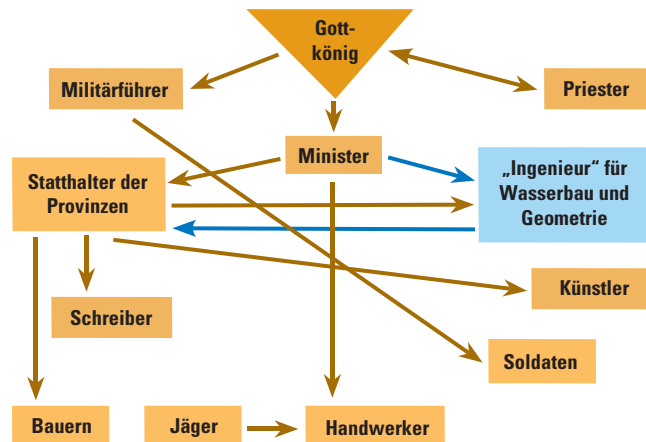 Gott-
könig
Militärführer
Priester
Minister
Statthalter der
Provinzen
„Ingenieur“ für
Wasserbau und
Geometrie
Künstler
Schreiber
Soldaten
Bauern
Jäger
Handwerker